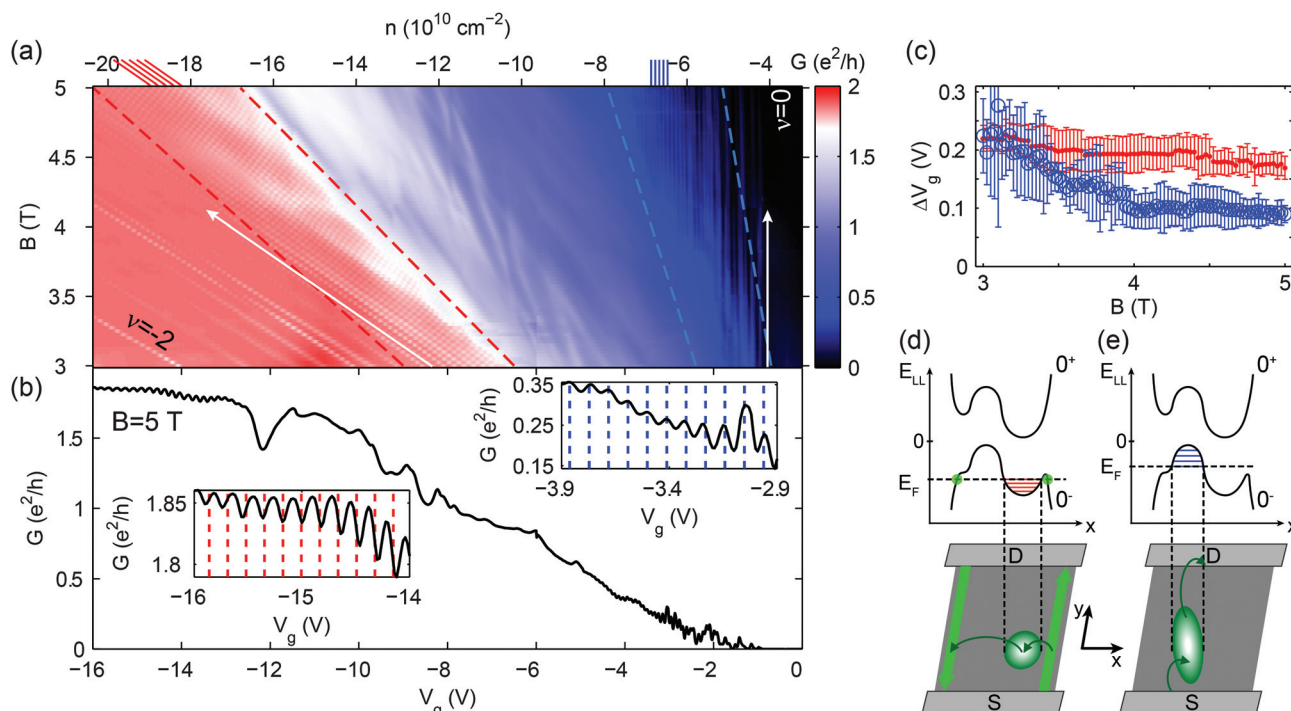 n (10¹⁰ cm⁻²)
(a)
−20 −18 −16 −14 −12 −10 −8 −6 −4 G (e²/h)
5
4.5
4
3.5
3
B (T)
ν=-2
ν=0
2
1.5
1
0.5
0
(b)
B=5 T
G (e²/h)
1.5
1
0.5
0
−16 −14 −12 −10 −8 −6 −4 −2 0
V_g (V)
G (e²/h)
1.85
1.8
−16 −15 −14
V_g (V)
G (e²/h)
0.35
0.25
0.15
−3.9 −3.4 −2.9
V_g (V)
(c)
ΔV_g (V)
0.3
0.2
0.1
0
3 4 5
B (T)
(d)
E_LL
0⁺
0
E_F
0⁻
x
D
S
y
x
(e)
E_LL
0⁺
0
E_F
0⁻
x
D
S